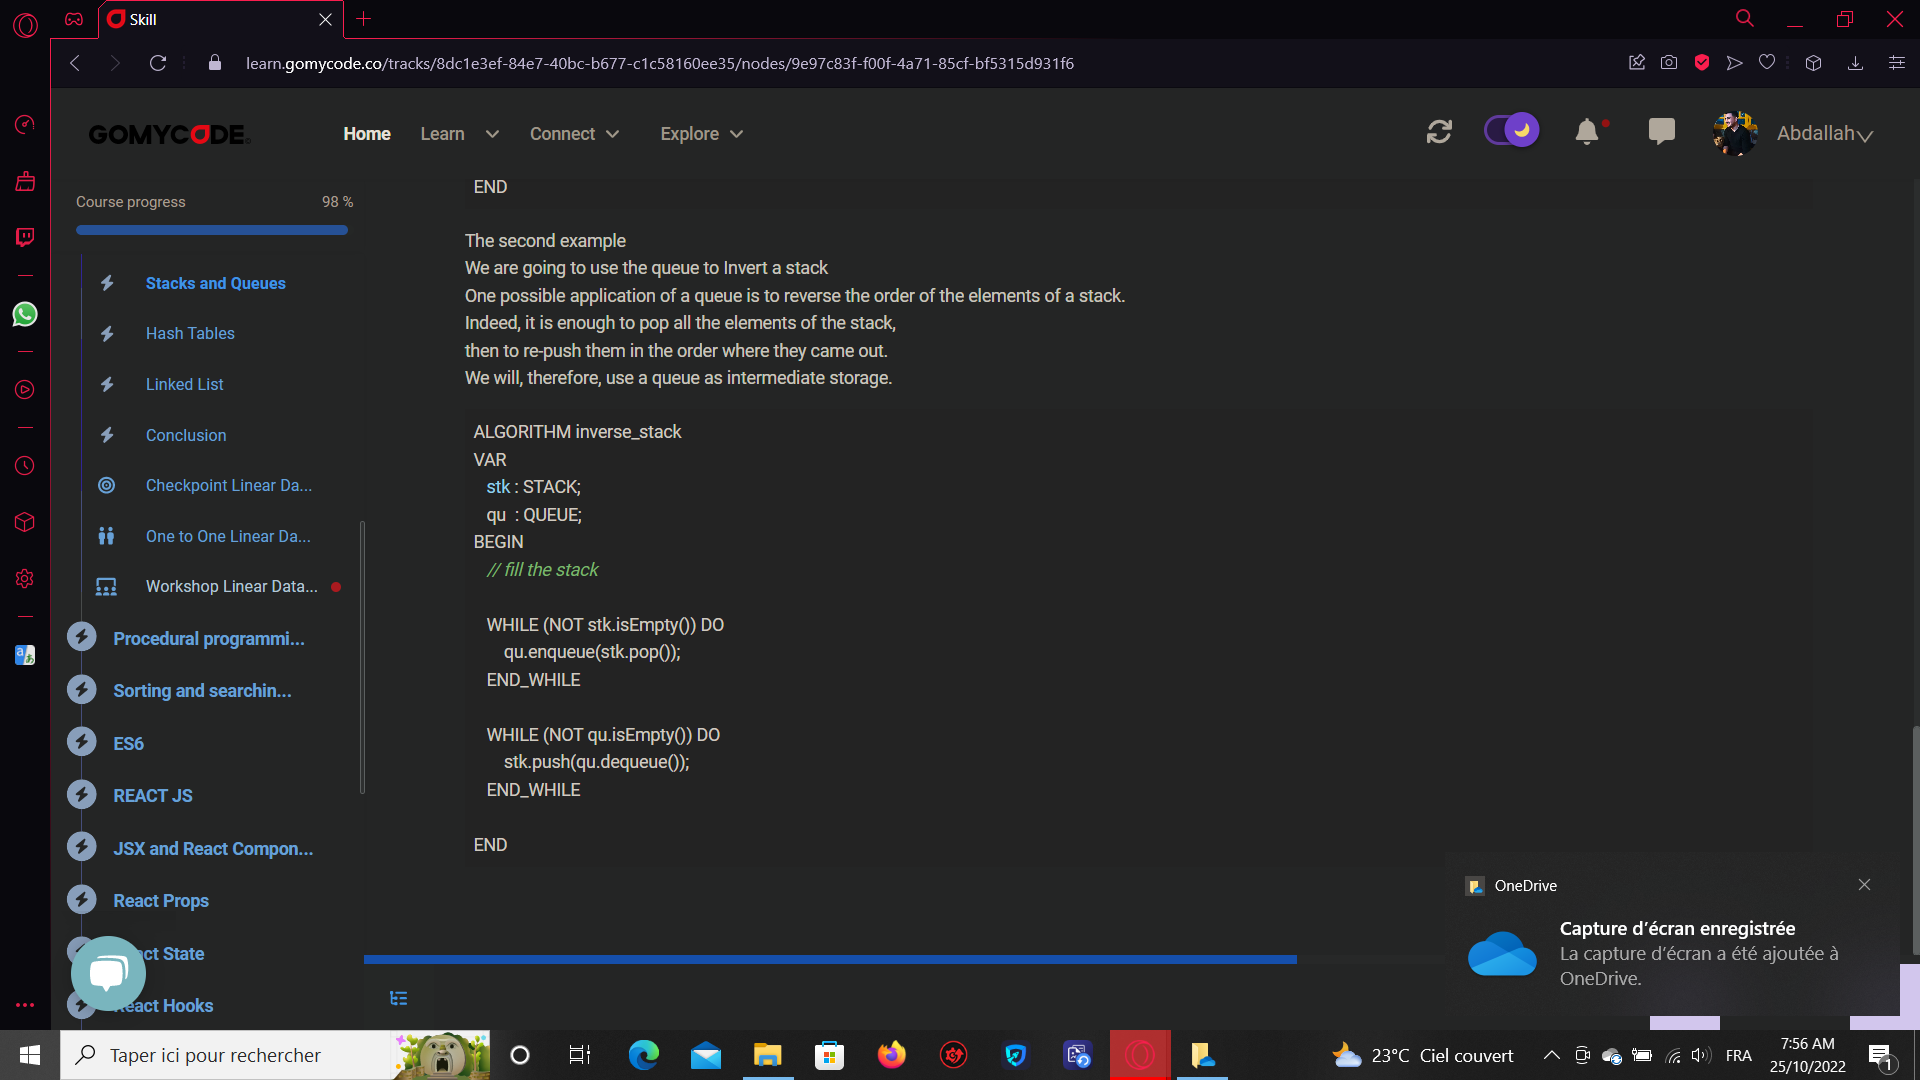 Skill
learn.gomycode.co/tracks/8dc1e3ef-84e7-40bc-b677-c1c58160ee35/nodes/9e97c83f-f00f-4a71-85cf-bf5315d931f6
GOMYCODE
Home
Learn
Connect
Explore
Abdallah
Course progress
98 %
Stacks and Queues
Hash Tables
Linked List
Conclusion
Checkpoint Linear Da...
One to One Linear Da...
Workshop Linear Data...
Procedural programmi...
Sorting and searchin...
ES6
REACT JS
JSX and React Compon...
React Props
ct State
eact Hooks
END
The second example
We are going to use the queue to Invert a stack
One possible application of a queue is to reverse the order of the elements of a stack.
Indeed, it is enough to pop all the elements of the stack,
then to re-push them in the order where they came out.
We will, therefore, use a queue as intermediate storage.
ALGORITHM inverse_stack
VAR
stk : STACK;
qu : QUEUE;
BEGIN
// fill the stack
WHILE (NOT stk.isEmpty()) DO
qu.enqueue(stk.pop());
END_WHILE
WHILE (NOT qu.isEmpty()) DO
stk.push(qu.dequeue());
END_WHILE
END
OneDrive
Capture d'écran enregistrée
La capture d'écran a été ajoutée à
OneDrive.
Taper ici pour rechercher
23°C Ciel couvert
FRA
7:56 AM
25/10/2022
1